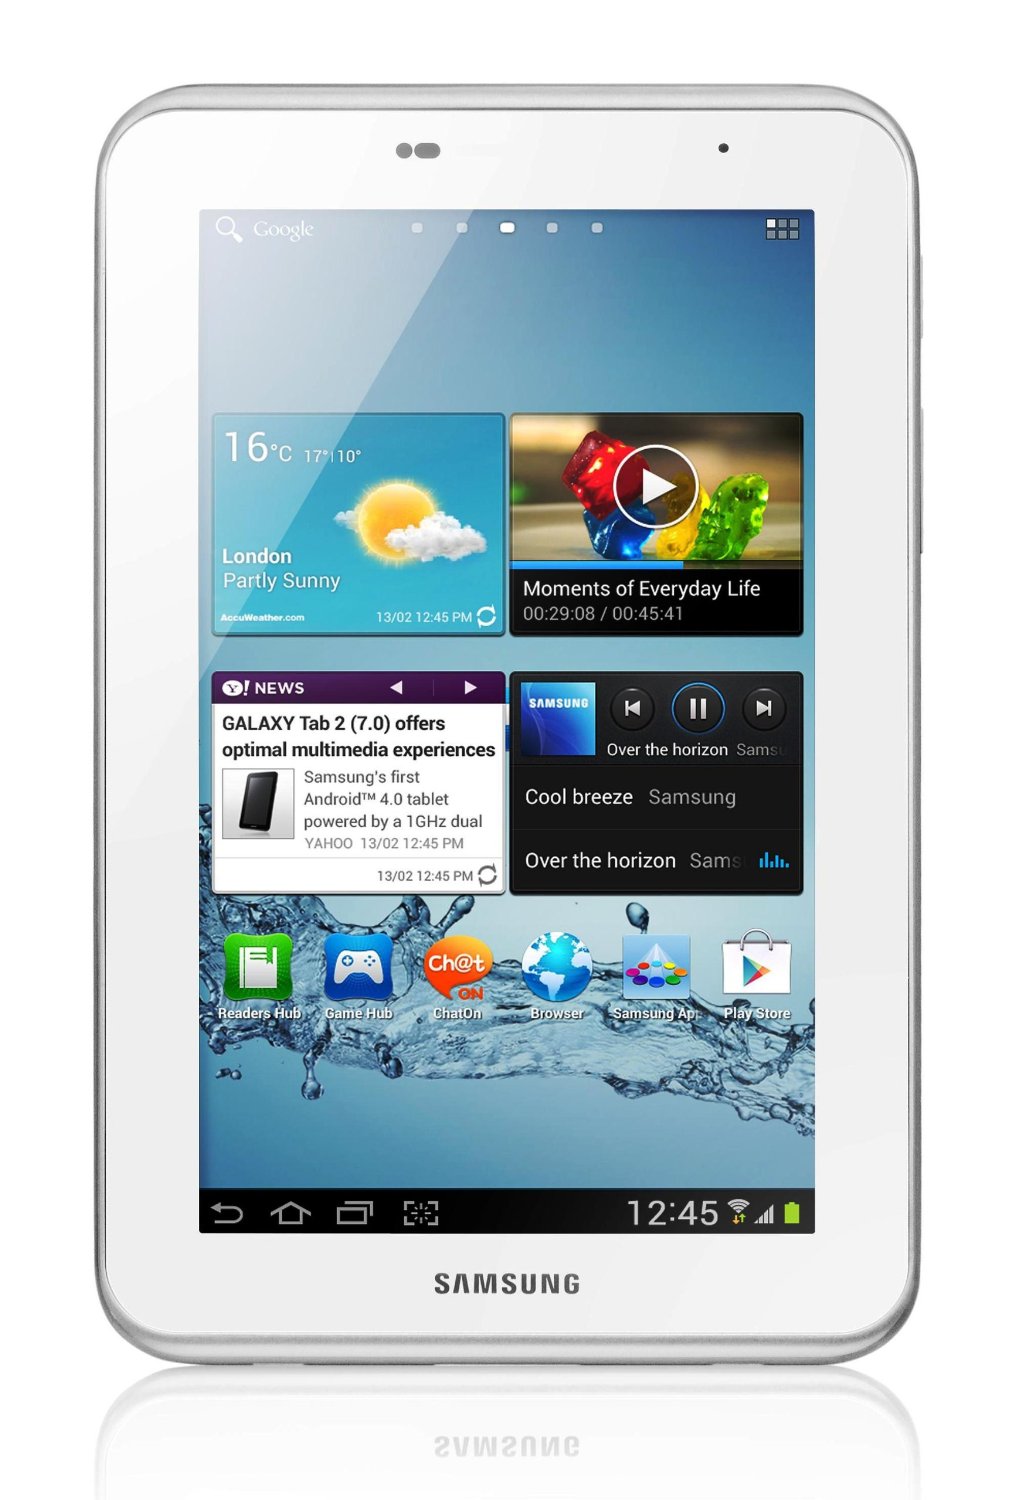 Google
16°C 17°|10°
London
Partly Sunny
AccuWeather.com
13/02 12:45 PM
Moments of Everyday Life
00:29:08 / 00:45:41
Y! NEWS
GALAXY Tab 2 (7.0) offers
optimal multimedia experiences
Samsung's first
Android™ 4.0 tablet
powered by a 1GHz dual
YAHOO 13/02 12:45 PM
13/02 12:45 PM
SAMSUNG
Over the horizon Samsu
Cool breeze Samsung
Over the horizon Sams
Ch@t
ON
Readers Hub Game Hub ChatOn Browser Samsung Ap Play Store
12:45
SAMSUNG